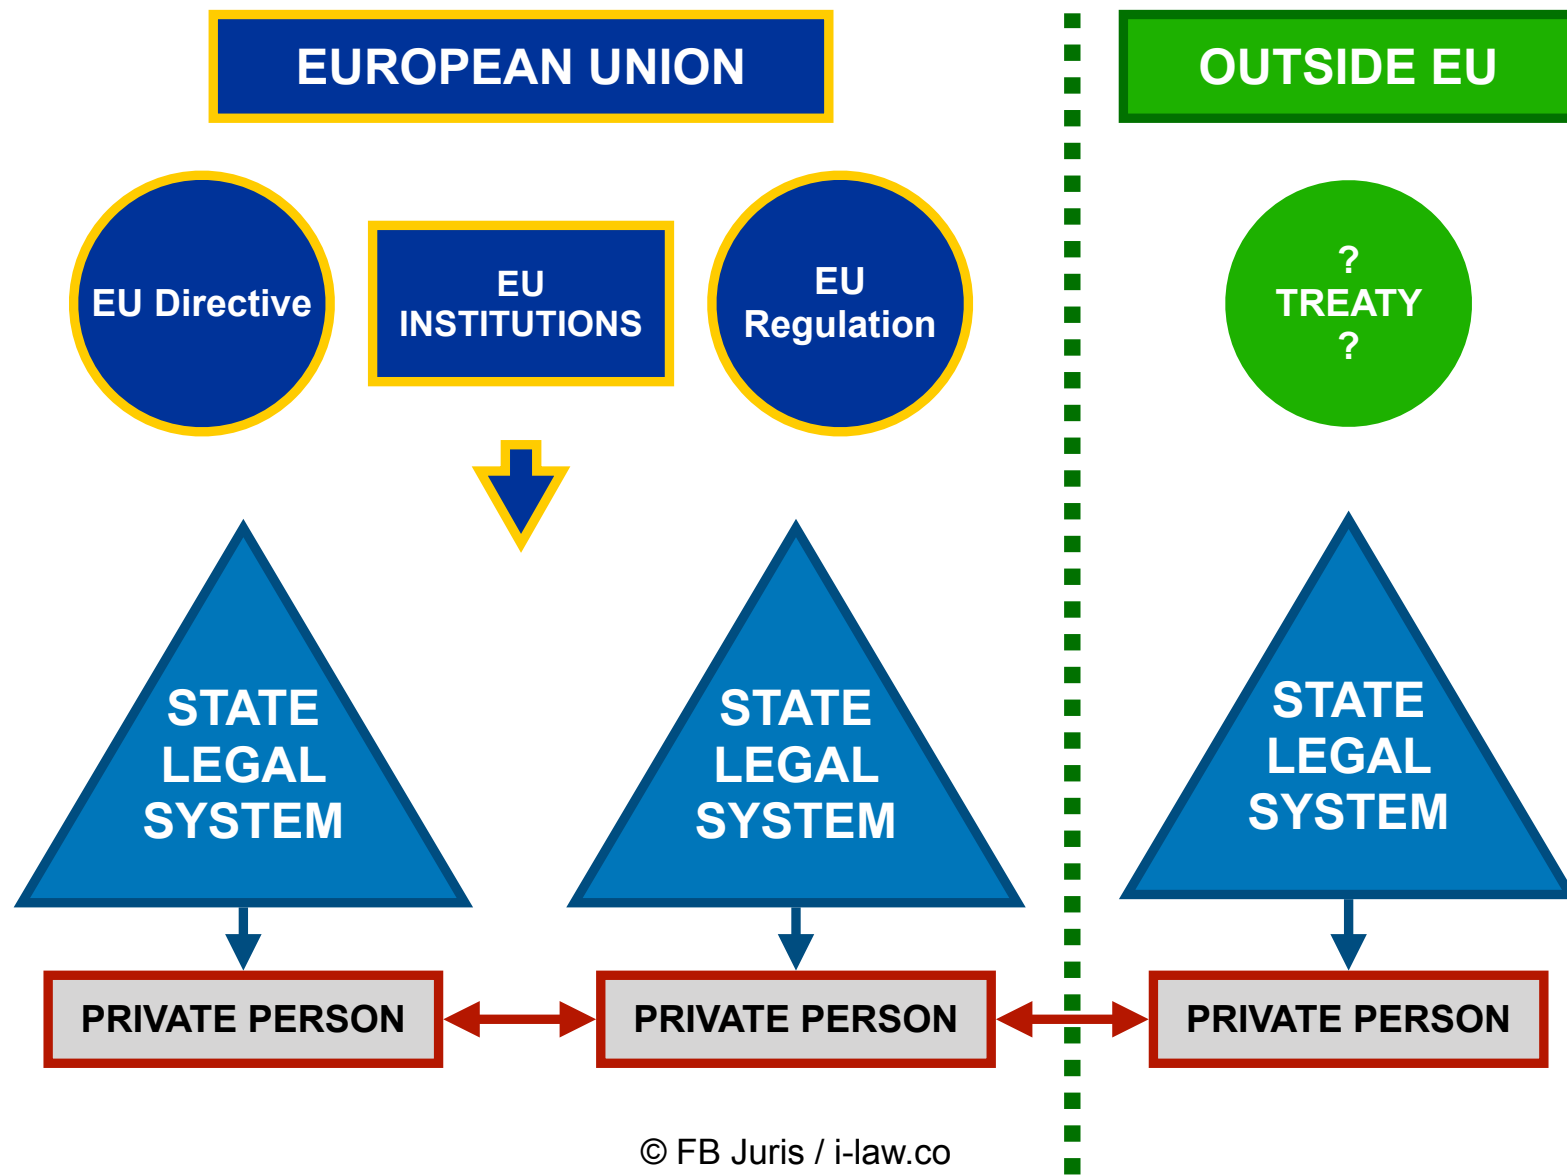 EUROPEAN UNION
OUTSIDE EU
EU Directive
EU
INSTITUTIONS
EU
Regulation
?
TREATY
?
STATE
LEGAL
SYSTEM
STATE
LEGAL
SYSTEM
STATE
LEGAL
SYSTEM
PRIVATE PERSON
PRIVATE PERSON
PRIVATE PERSON
© FB Juris / i-law.co